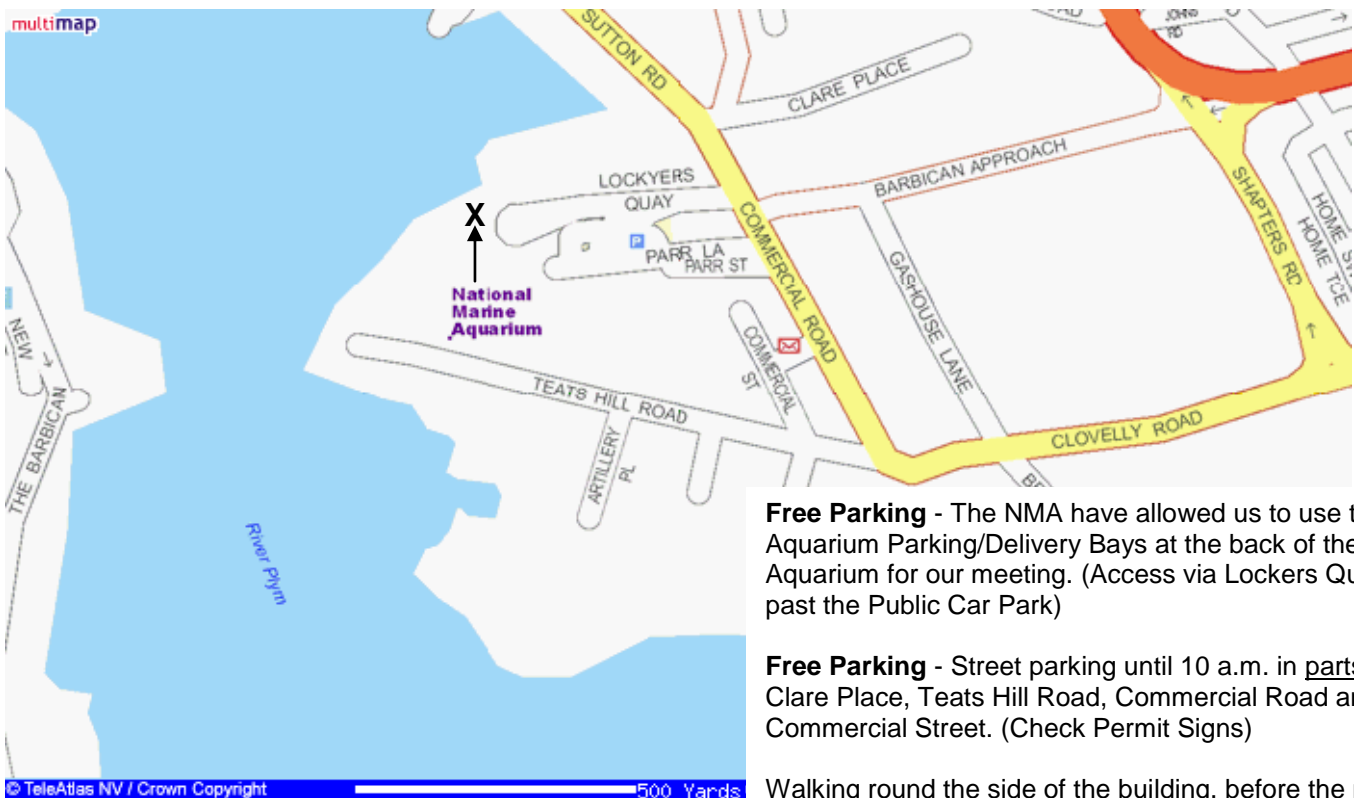 multimap
SUTTON RD
JOHNS
RD
CLARE PLACE
BARBICAN APPROACH
LOCKYERS
QUAY
X
PARR LA
PARR ST
COMMERCIAL ROAD
SHAPTERS RD
HOME
HOME TCE
GASHOUSE LANE
National
Marine
Aquarium
COMMERCIAL
ST
NEW
TEATS HILL ROAD
CLOVELLY ROAD
THE BARBICAN
ARTILLERY
PL
River Plym
Free Parking - The NMA have allowed us to use
Aquarium Parking/Delivery Bays at the back of the
Aquarium for our meeting. (Access via Lockers
past the Public Car Park)
Free Parking - Street parking until 10 a.m. in parts
Clare Place, Teats Hill Road, Commercial Road
Commercial Street. (Check Permit Signs)
Walking round the side of the building, before the
© TeleAtlas NV / Crown Copyright
500 Yards